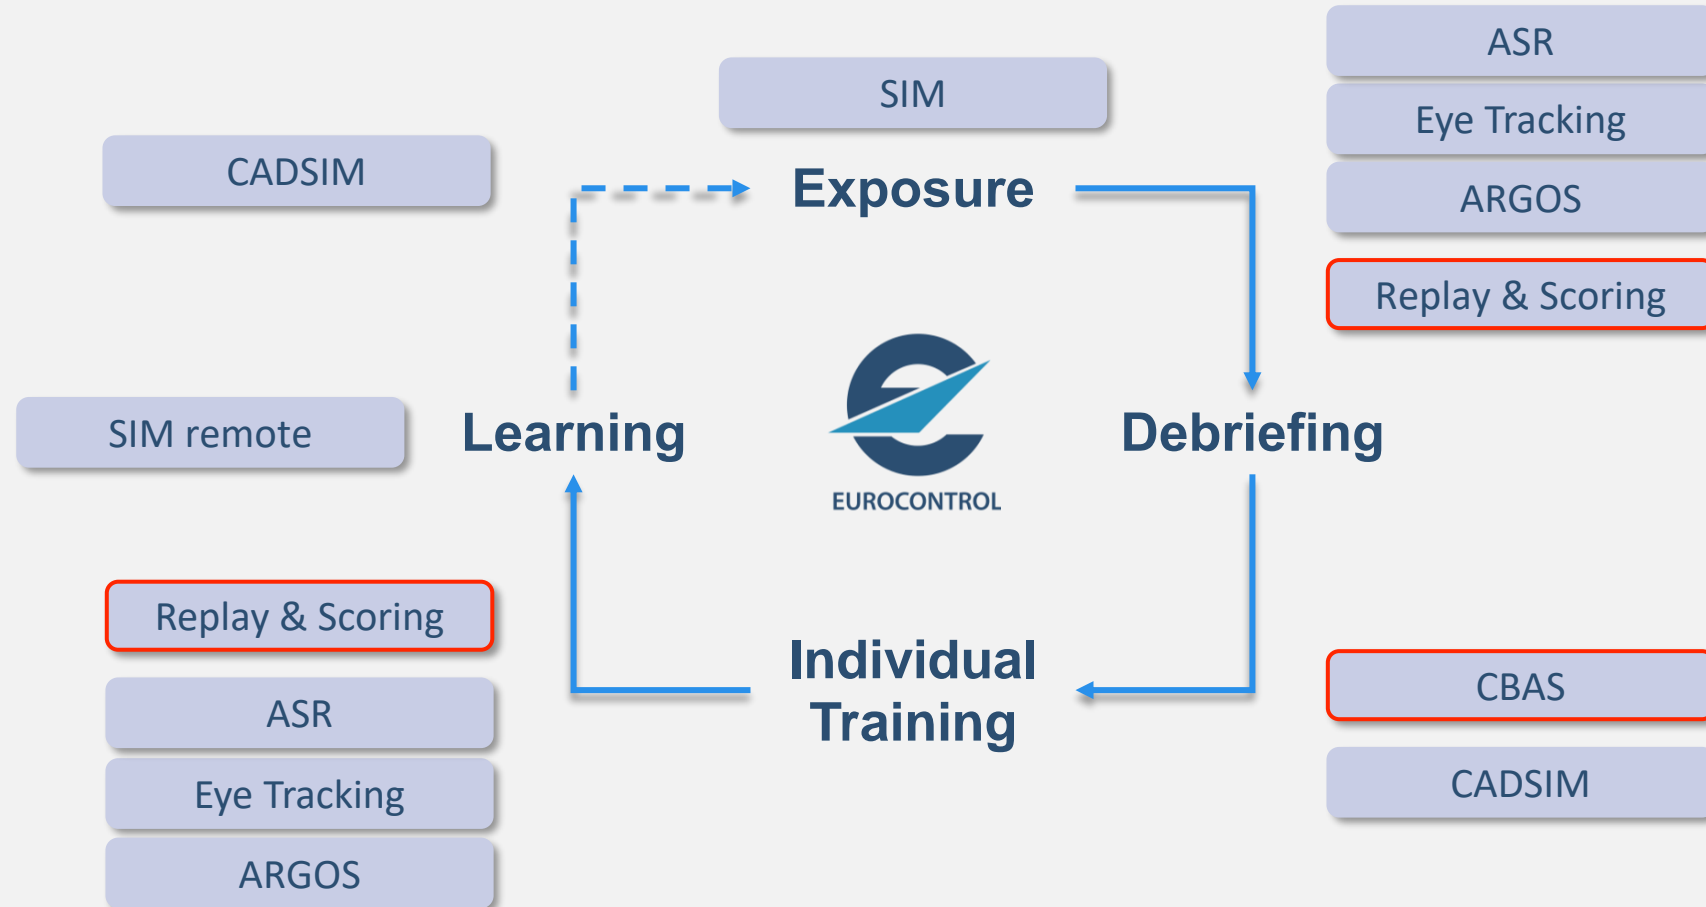 ASR
SIM
Eye Tracking
CADSIM
Exposure
ARGOS
Replay & Scoring
SIM remote
Learning
Debriefing
EUROCONTROL
Replay & Scoring
Individual
Training
CBAS
ASR
CADSIM
Eye Tracking
ARGOS